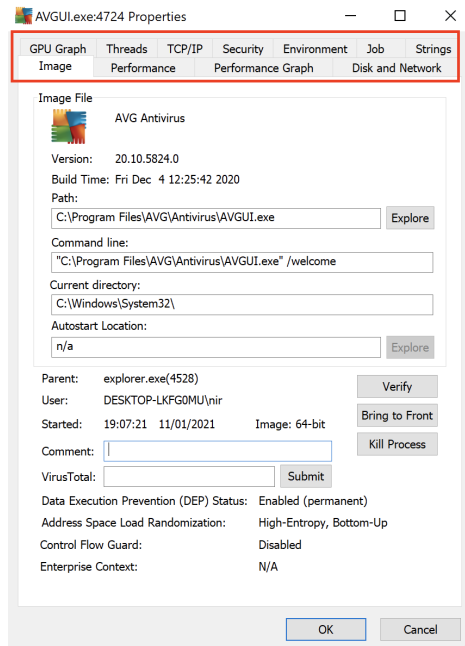 AVGUI.exe:4724 Properties
GPU Graph Threads TCP/IP Security Environment Job Strings
Image Performance Performance Graph Disk and Network
Image File
AVG Antivirus
Version: 20.10.5824.0
Build Time: Fri Dec 4 12:25:42 2020
Path:
C:\Program Files\AVG\Antivirus\AVGUI.exe Explore
Command line:
"C:\Program Files\AVG\Antivirus\AVGUI.exe" /welcome
Current directory:
C:\Windows\System32\
Autostart Location:
n/a Explore
Parent: explorer.exe(4528) Verify
User: DESKTOP-LKFG0MU\nir
Bring to Front
Started: 19:07:21 11/01/2021 Image: 64-bit
Kill Process
Comment:
VirusTotal: Submit
Data Execution Prevention (DEP) Status: Enabled (permanent)
Address Space Load Randomization: High-Entropy, Bottom-Up
Control Flow Guard: Disabled
Enterprise Context: N/A
OK Cancel